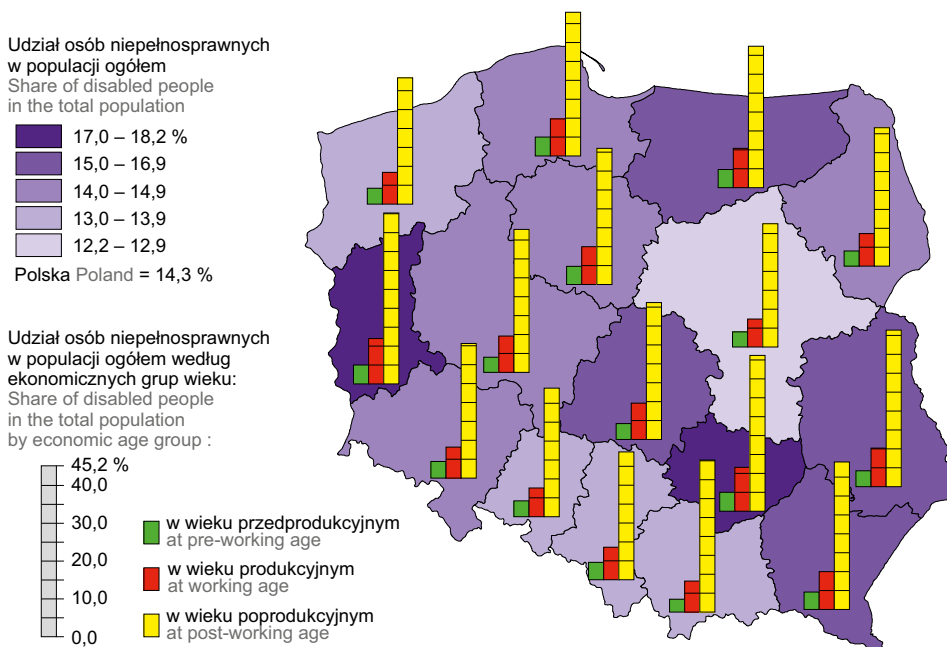 Udział osób niepełnosprawnych
w populacji ogółem
Share of disabled people
in the total population
17,0 – 18,2 %
15,0 – 16,9
14,0 – 14,9
13,0 – 13,9
12,2 – 12,9
Polska Poland = 14,3 %
Udział osób niepełnosprawnych
w populacji ogółem według
ekonomicznych grup wieku:
Share of disabled people
in the total population
by economic age group :
45,2 %
40,0
30,0
20,0
10,0
0,0
w wieku przedprodukcyjnym
at pre-working age
w wieku produkcyjnym
at working age
w wieku poprodukcyjnym
at post-working age